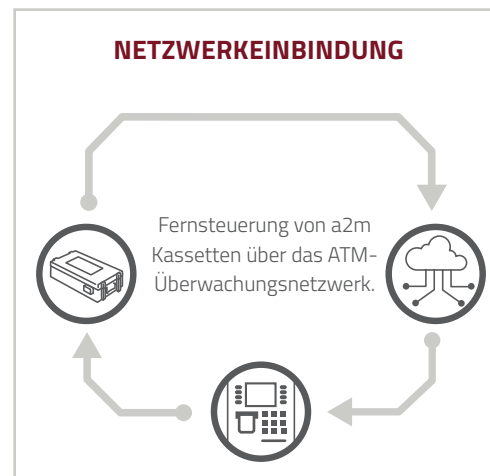 NETZWERKEINBINDUNG
Fernsteuerung von a2m
Kassetten über das ATM-
Überwachungsnetzwerk.